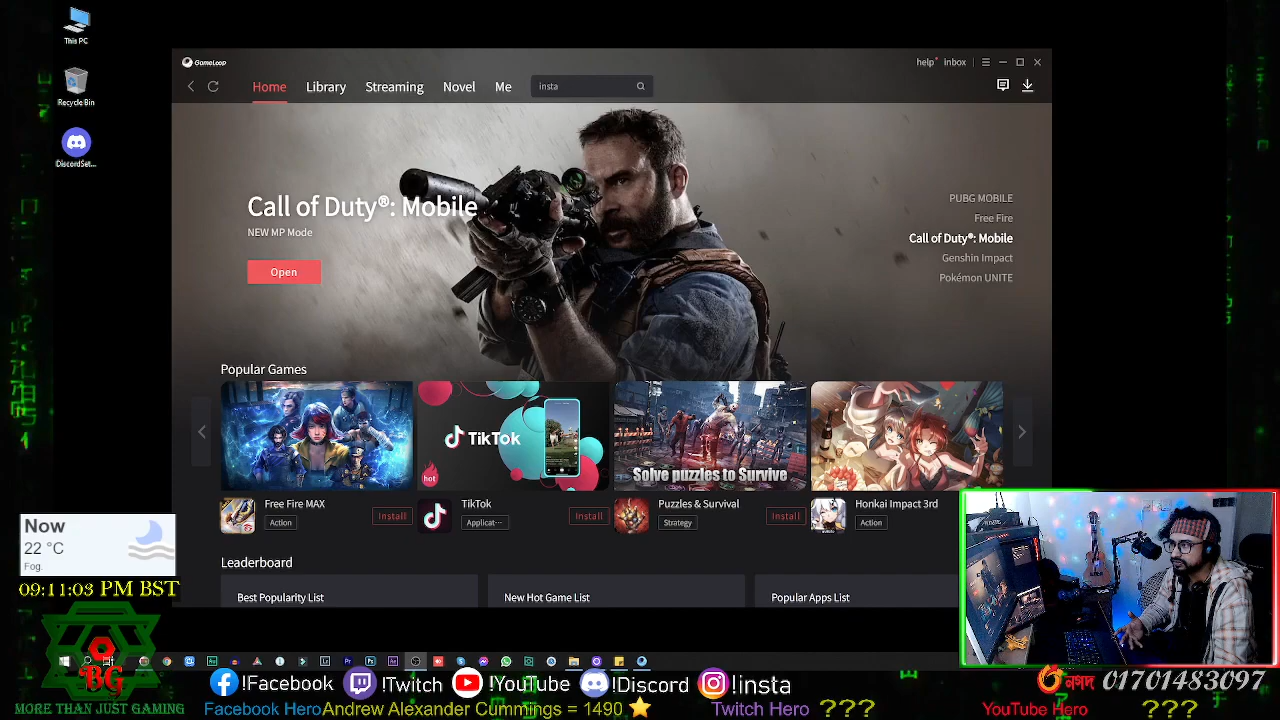 This PC
Recycle Bin
DiscordSet...
GameLoop
help
inbox
Home
Library
Streaming
Novel
Me
insta
Call of Duty®: Mobile
NEW MP Mode
Open
PUBG MOBILE
Free Fire
Call of Duty®: Mobile
Genshin Impact
Pokémon UNITE
Popular Games
TikTok
hot
Solve puzzles to Survive
Free Fire MAX
Action
Install
TikTok
Applicat···
Install
Puzzles & Survival
Strategy
Install
Honkai Impact 3rd
Action
Leaderboard
Best Popularity List
New Hot Game List
Popular Apps List
Now
22 °C
Fog.
09:11:03 PM BST
BG
MORE THAN JUST GAMING
!Facebook
!Twitch
!YouTube
!Discord
!insta
নগদ 01701483097
Facebook Hero
Andrew Alexander Cummings = 1490
Twitch Hero ???
YouTube Hero ???